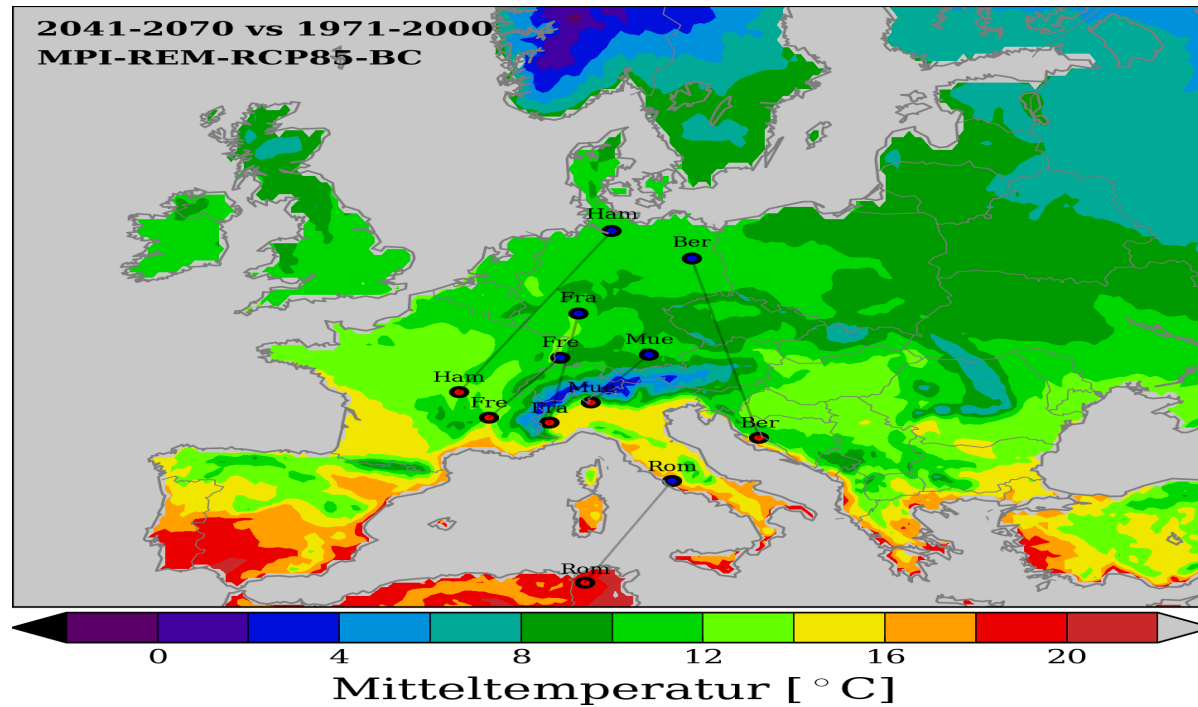 2041-2070 vs 1971-2000
MPI-REM-RCP85-BC
Ham
Ber
Fra
Fre
Mue
Ham
Mue
Fre
Fra
Ber
Rom
Rom
0 4 8 12 16 20
Mitteltemperatur [°C]